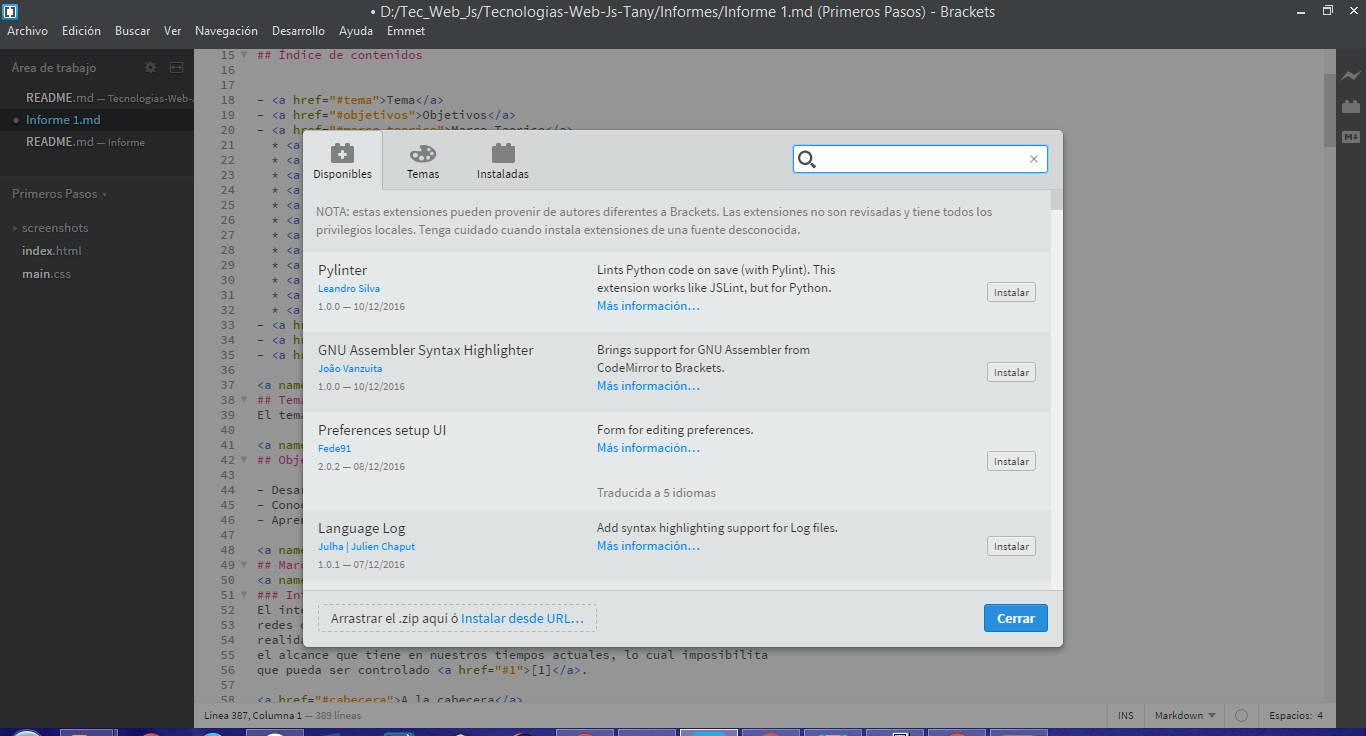 • D:/Tec_Web_Js/Tecnologias-Web-Js-Tany/Informes/Informe 1.md (Primeros Pasos) - Brackets
Archivo Edición Buscar Ver Navegación Desarrollo Ayuda Emmet
Área de trabajo
README.md — Tecnologias-Web-
• Informe 1.md
README.md — Informe
Primeros Pasos
screenshots
index.html
main.css
15 ## Índice de contenidos
16
17
18 - <a href="#tema">Tema</a>
19 - <a href="#objetivos">Objetivos</a>
20 - <a href="#marco-teorico">Marco Teorico</a>
21 * <a
22 * <a
23 * <a
24 * <a
25 * <a
26 * <a
27 * <a
28 * <a
29 * <a
30 * <a
31 * <a
32 * <a
33 - <a h
34 - <a h
35 - <a h
36
37 <a name
38 ## Tema
39 El tema
40
41 <a name
42 ## Obje
43
44 - Desar
45 - Conoc
46 - Apren
47
48 <a name
49 ## Marc
50 <a name
51 ### Int
52 El inte
53 redes d
54 realida
55 el alcance que tiene en nuestros tiempos actuales, lo cual imposibilita
56 que pueda ser controlado <a href="#1">[1]</a>.
57
58 <a href="#cabecera">A la cabecera</a>
Disponibles Temas Instaladas
NOTA: estas extensiones pueden provenir de autores diferentes a Brackets. Las extensiones no son revisadas y tiene todos los
privilegios locales. Tenga cuidado cuando instala extensiones de una fuente desconocida.
Pylinter
Leandro Silva
1.0.0 — 10/12/2016
Lints Python code on save (with Pylint). This
extension works like JSLint, but for Python.
Más información…
Instalar
GNU Assembler Syntax Highlighter
João Vanzuita
1.0.0 — 10/12/2016
Brings support for GNU Assembler from
CodeMirror to Brackets.
Más información…
Instalar
Preferences setup UI
Fede91
2.0.2 — 08/12/2016
Form for editing preferences.
Más información…
Traducida a 5 idiomas
Instalar
Language Log
Julha | Julien Chaput
1.0.1 — 07/12/2016
Add syntax highlighting support for Log files.
Más información…
Instalar
Arrastrar el .zip aquí ó Instalar desde URL…
Cerrar
M↓
Línea 387, Columna 1 — 389 líneas
INS Markdown Espacios: 4